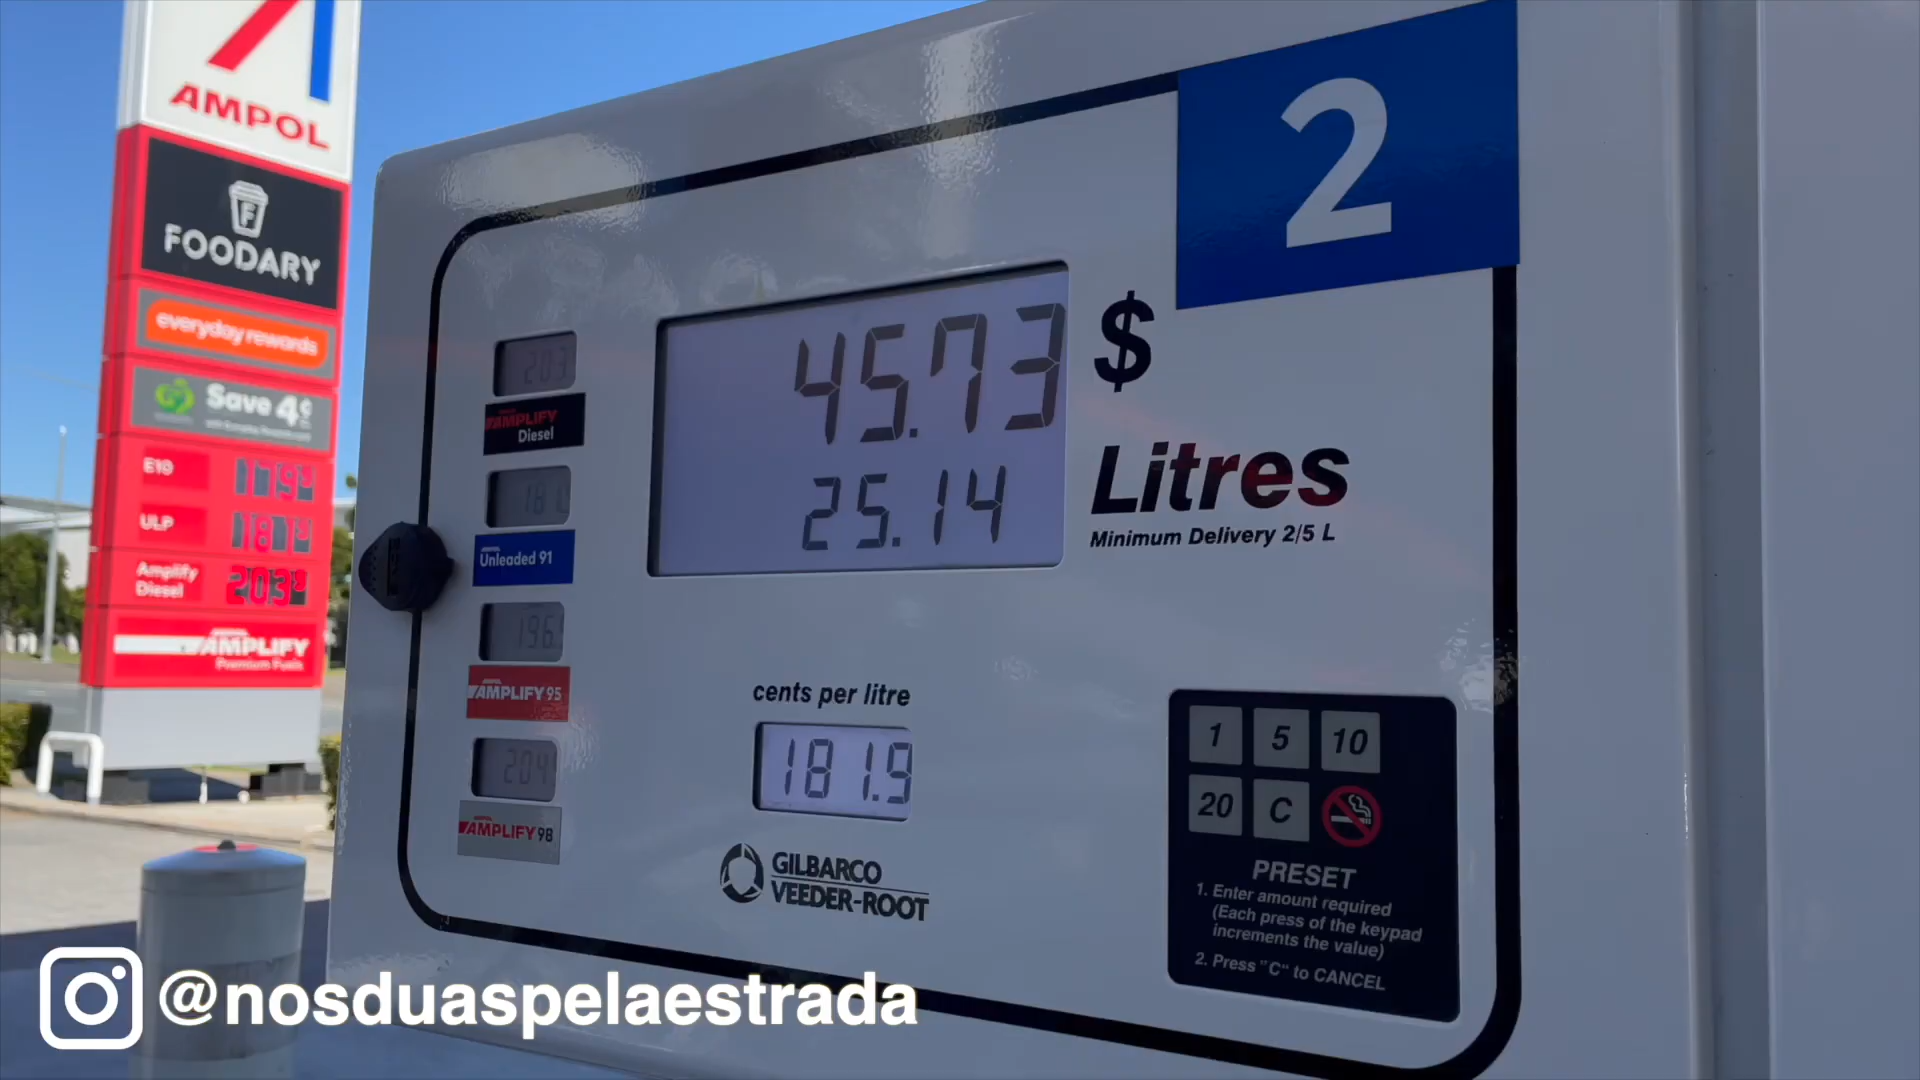 AMPOL
F
FOODARY
everyday rewards
Save 4¢
E10
ULP
Amplify
Diesel
203
AMPLIFY
Premium Fuels
2
45.73
$
25.14
Litres
Minimum Delivery 2/5 L
203
AMPLIFY
Diesel
181
Unleaded 91
196
AMPLIFY 95
204
AMPLIFY 98
cents per litre
181.9
GILBARCO
VEEDER-ROOT
1 5 10
20 C
PRESET
1. Enter amount required
(Each press of the keypad
increments the value)
2. Press "C" to CANCEL
@nosduaspelaestrada